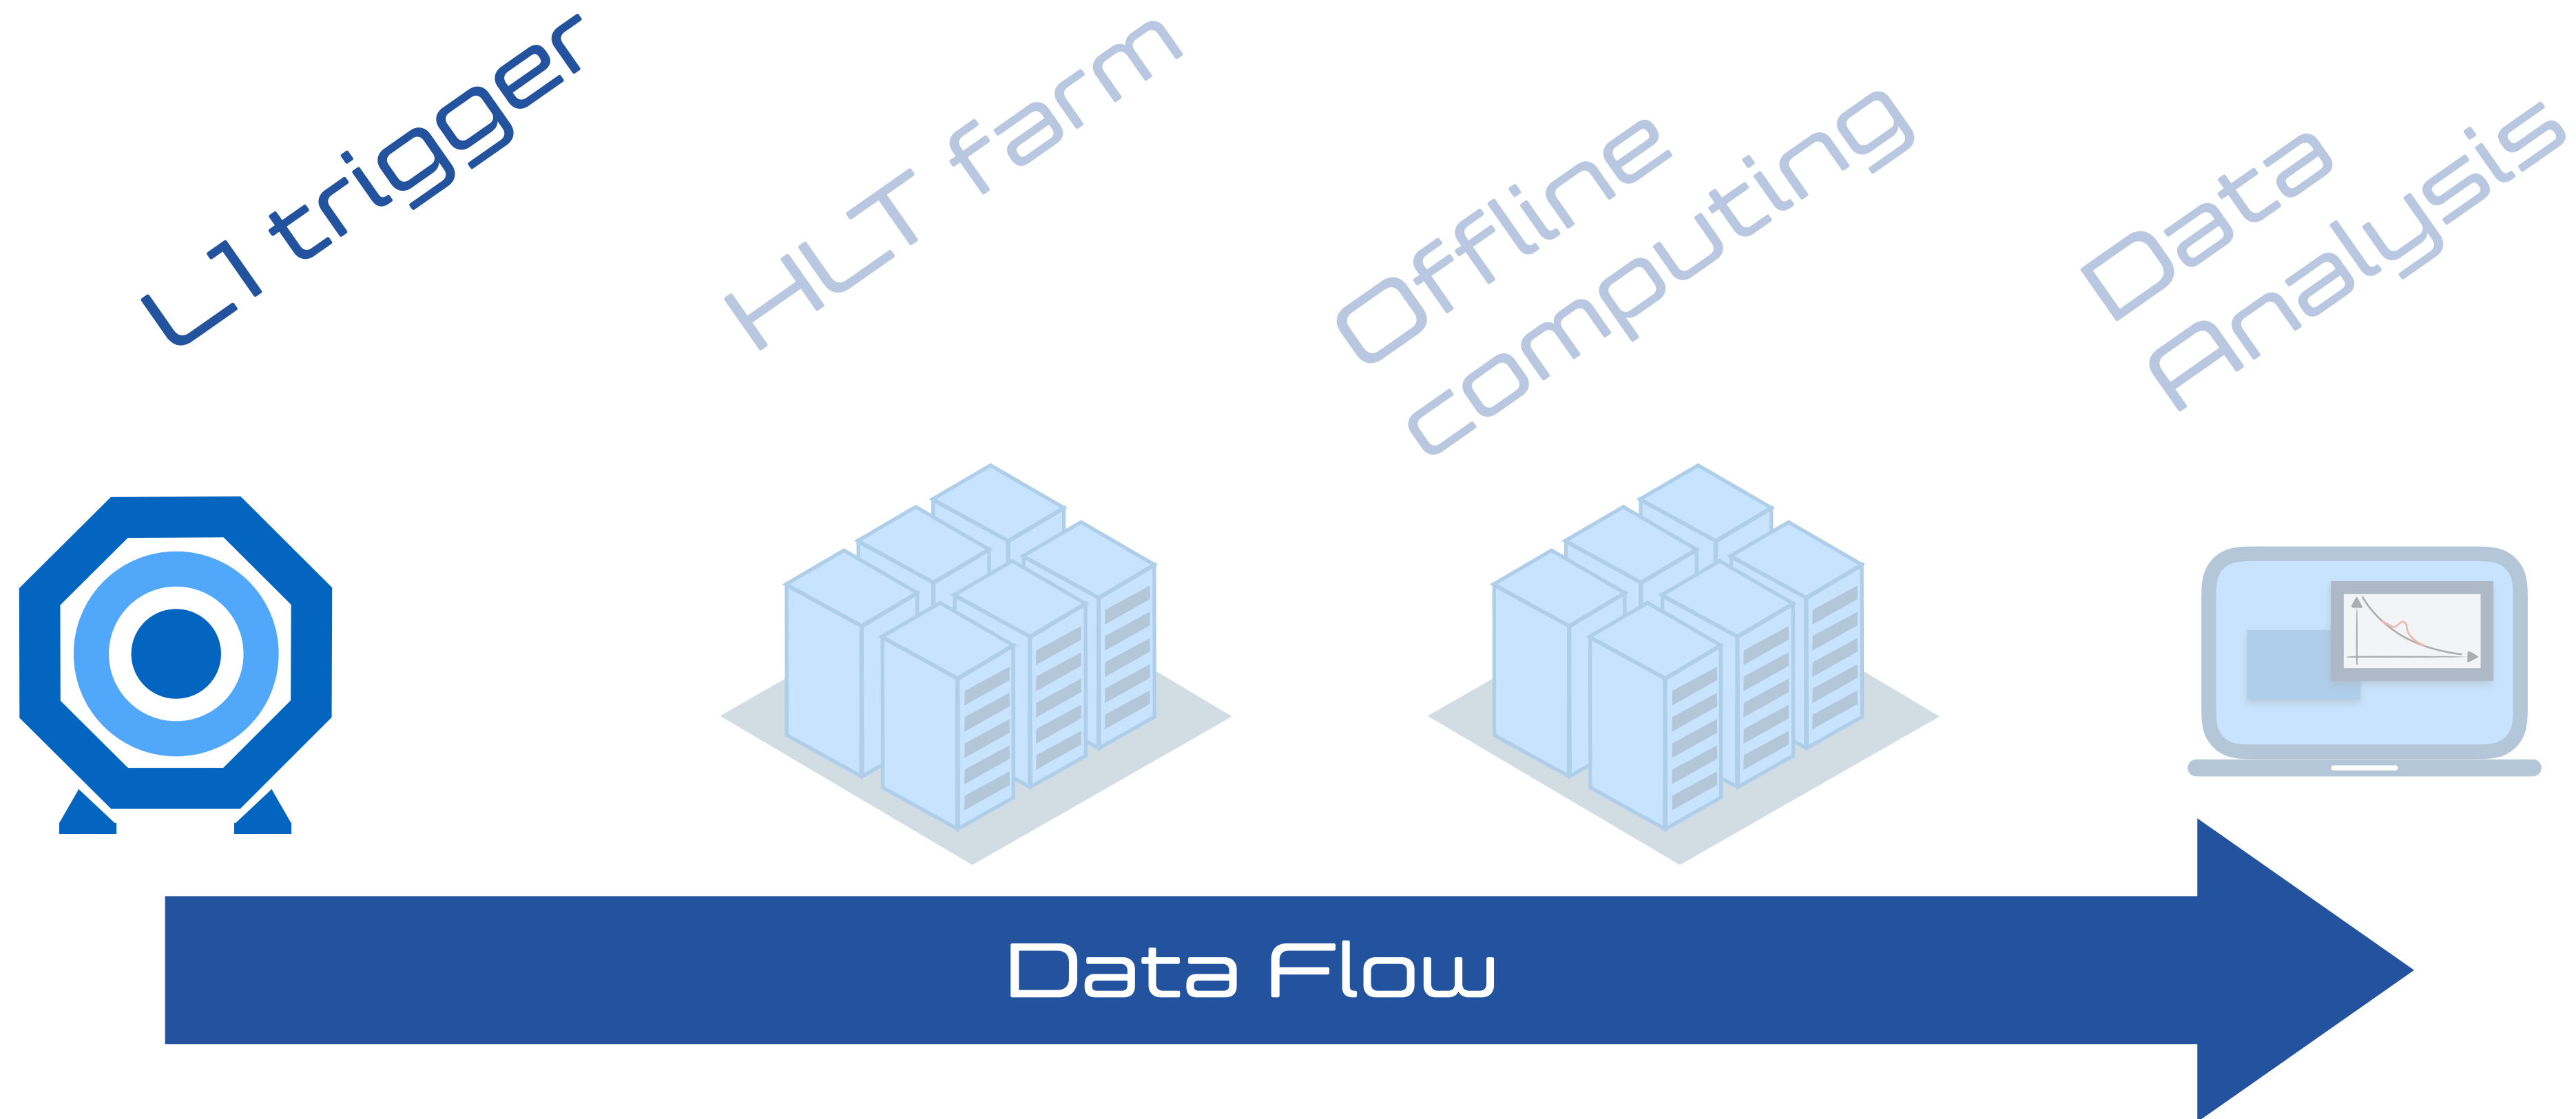 L1 trigger
HLT farm
Offline
computing
Data
Analysis
Data Flow